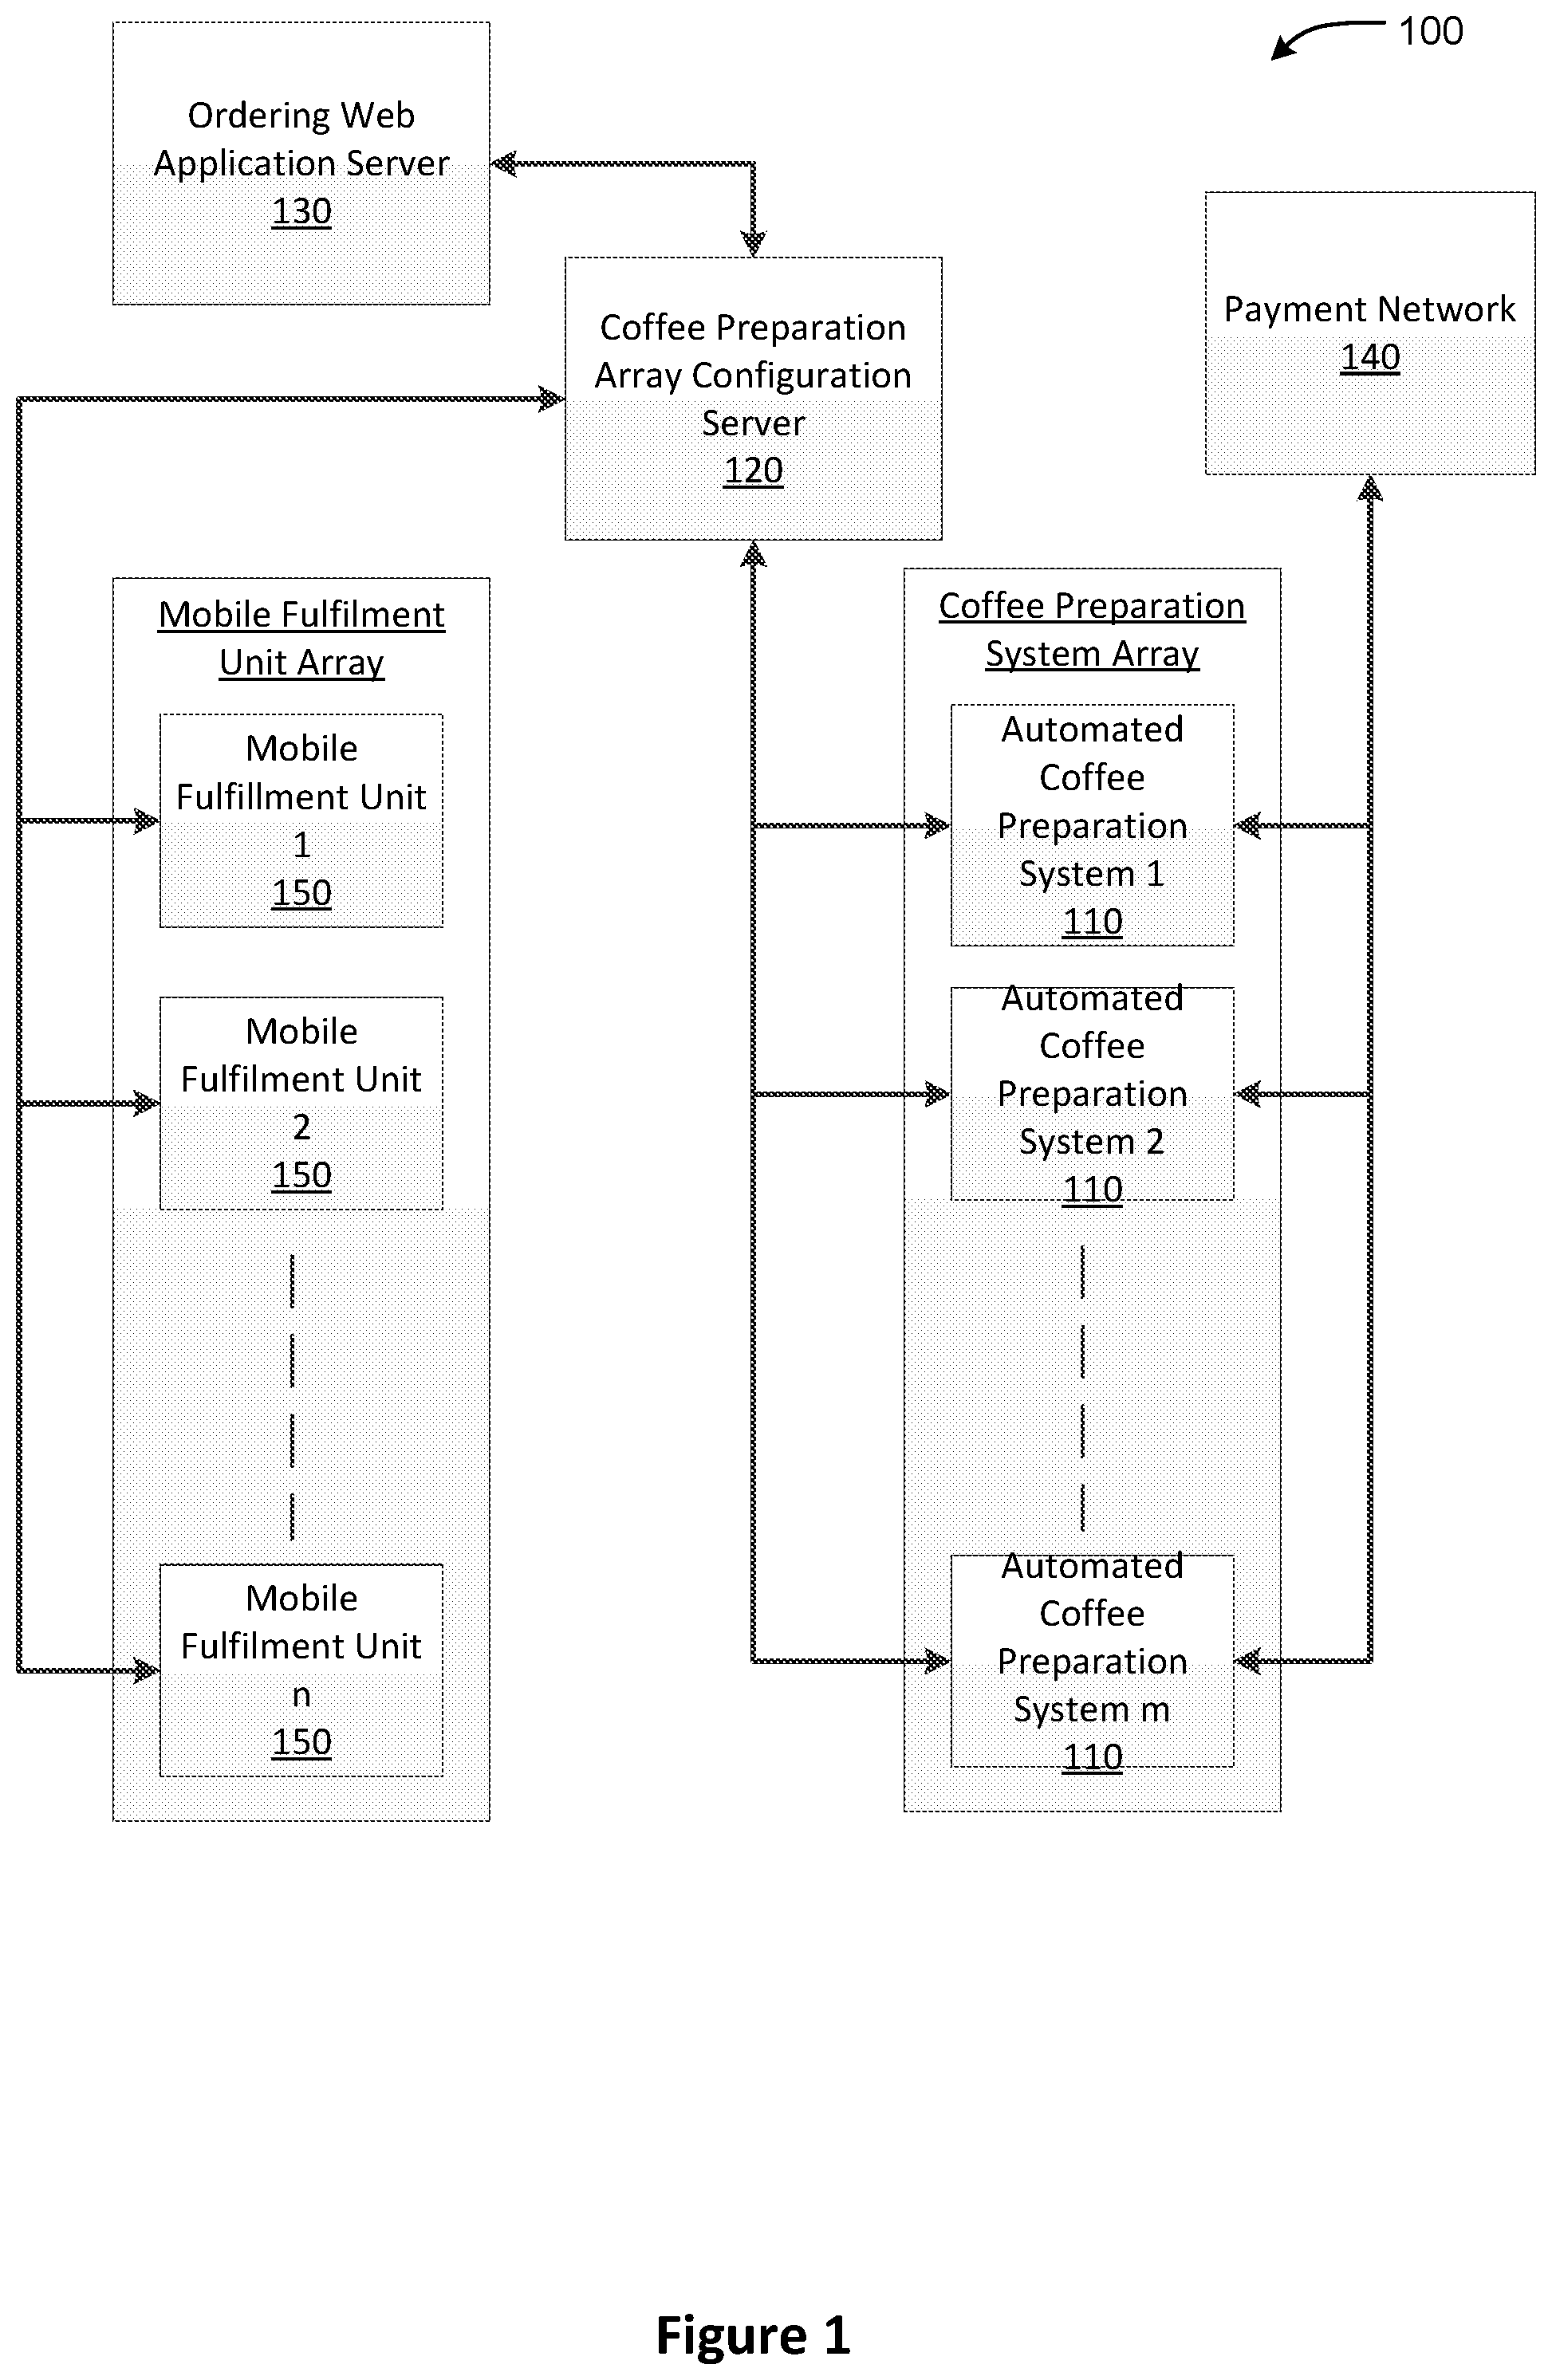 100
Ordering Web
Application Server
130
Payment Network
140
Coffee Preparation
Array Configuration
Server
120
Mobile Fulfilment
Unit Array
Mobile
Fulfillment Unit
1
150
Mobile
Fulfilment Unit
2
150
Mobile
Fulfilment Unit
n
150
Coffee Preparation
System Array
Automated
Coffee
Preparation
System 1
110
Automated
Coffee
Preparation
System 2
110
Automated
Coffee
Preparation
System m
110
Figure 1